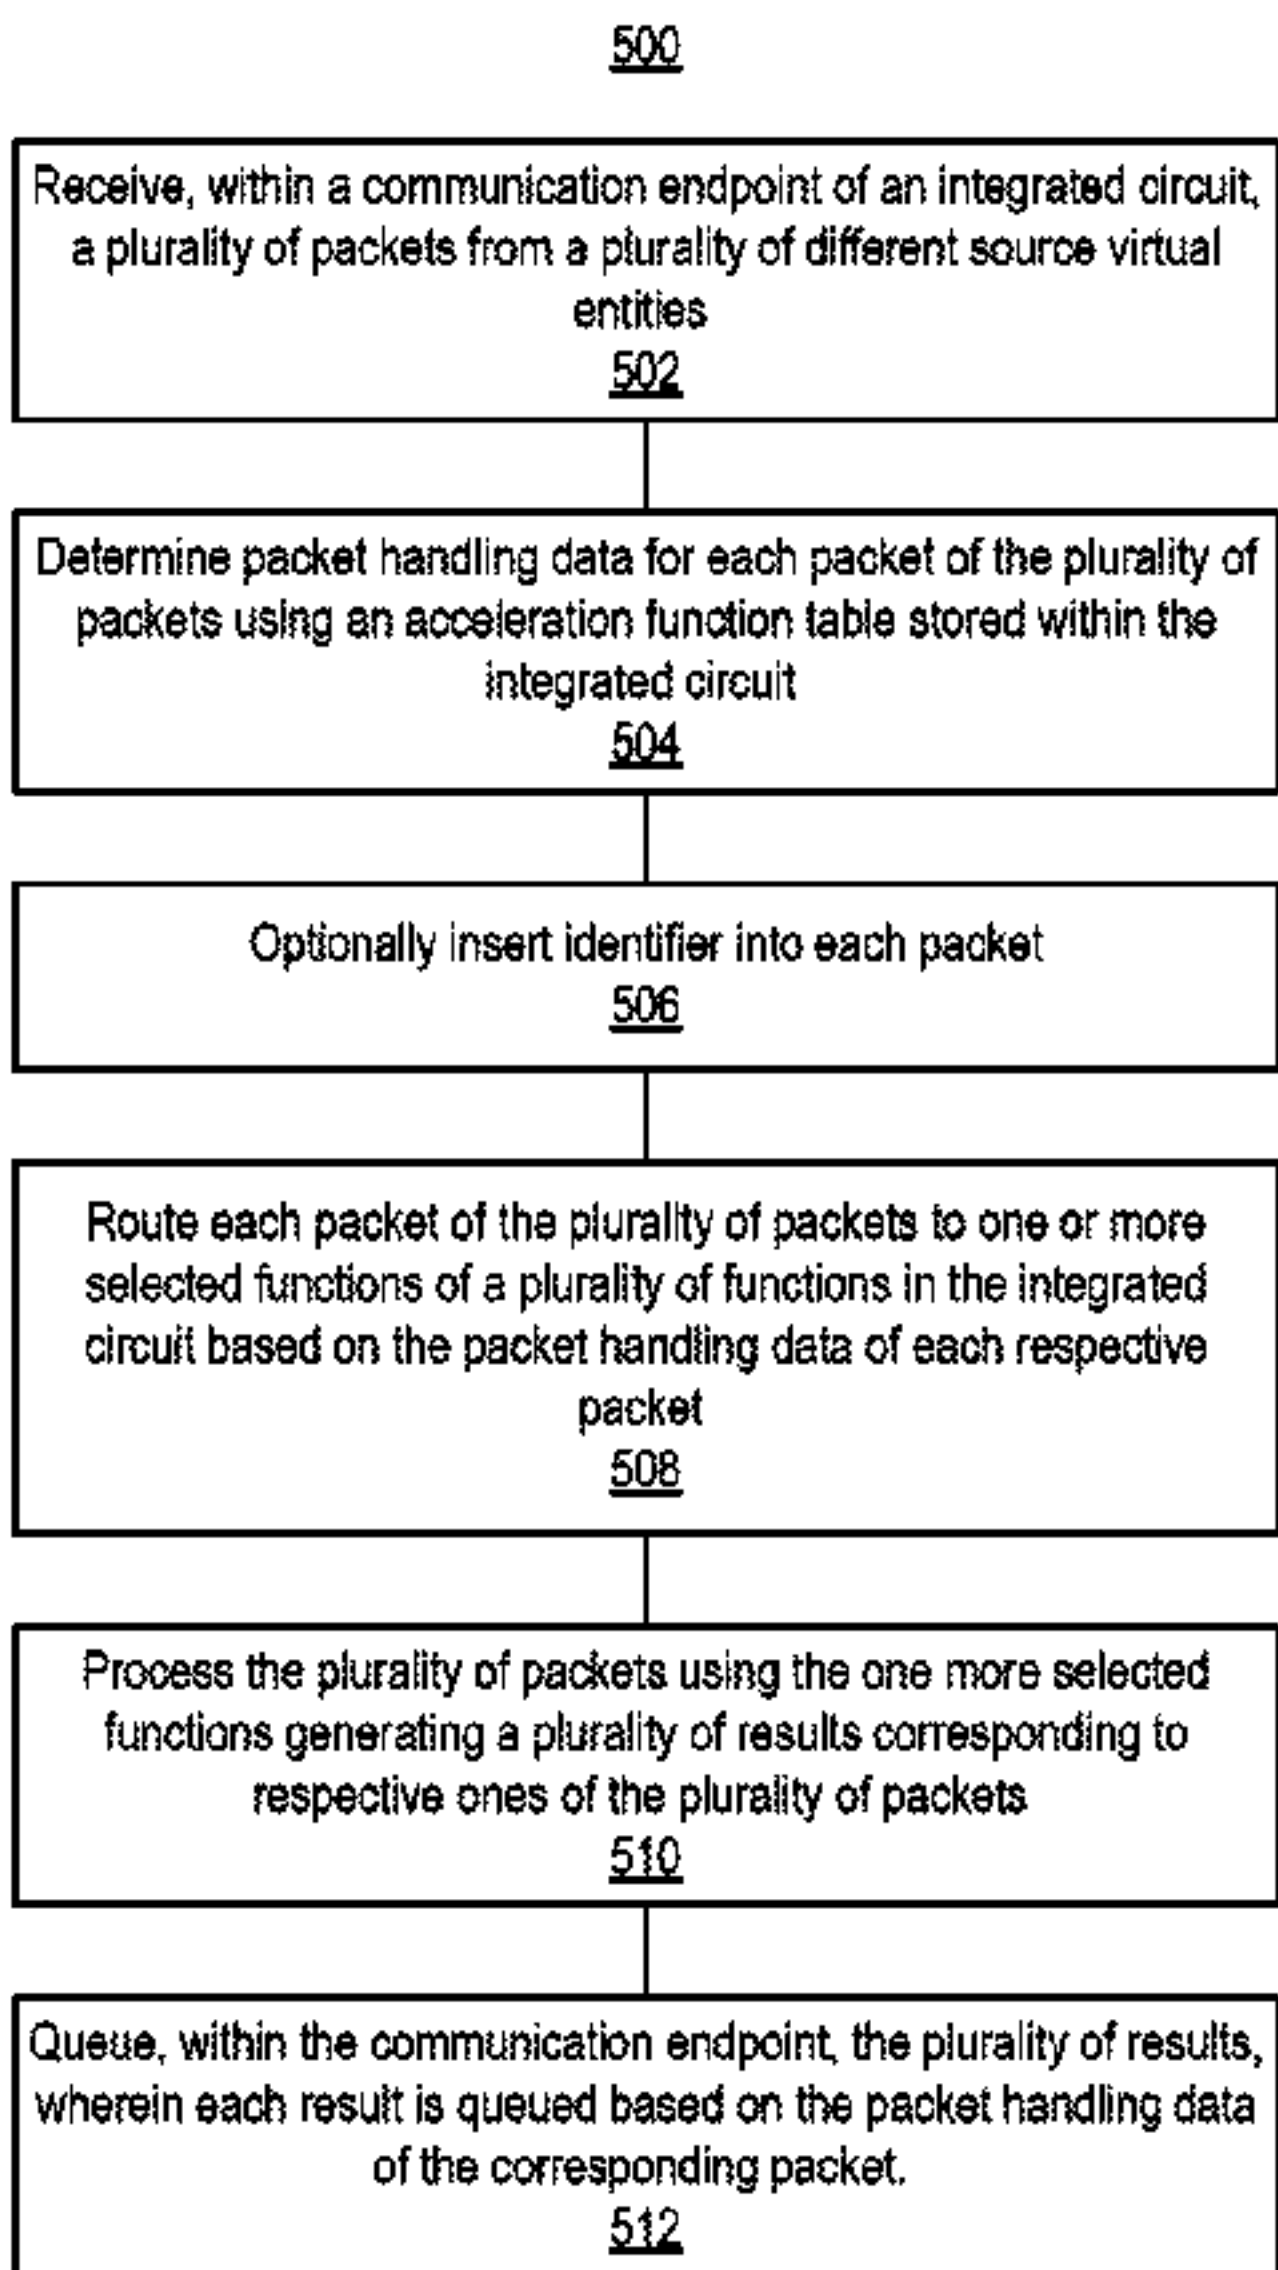 500
Receive, within a communication endpoint of an integrated circuit,
a plurality of packets from a plurality of different source virtual
entities
502
Determine packet handling data for each packet of the plurality of
packets using an acceleration function table stored within the
integrated circuit
504
Optionally insert identifier into each packet
506
Route each packet of the plurality of packets to one or more
selected functions of a plurality of functions in the integrated
circuit based on the packet handling data of each respective
packet
508
Process the plurality of packets using the one more selected
functions generating a plurality of results corresponding to
respective ones of the plurality of packets
510
Queue, within the communication endpoint, the plurality of results,
wherein each result is queued based on the packet handling data
of the corresponding packet.
512